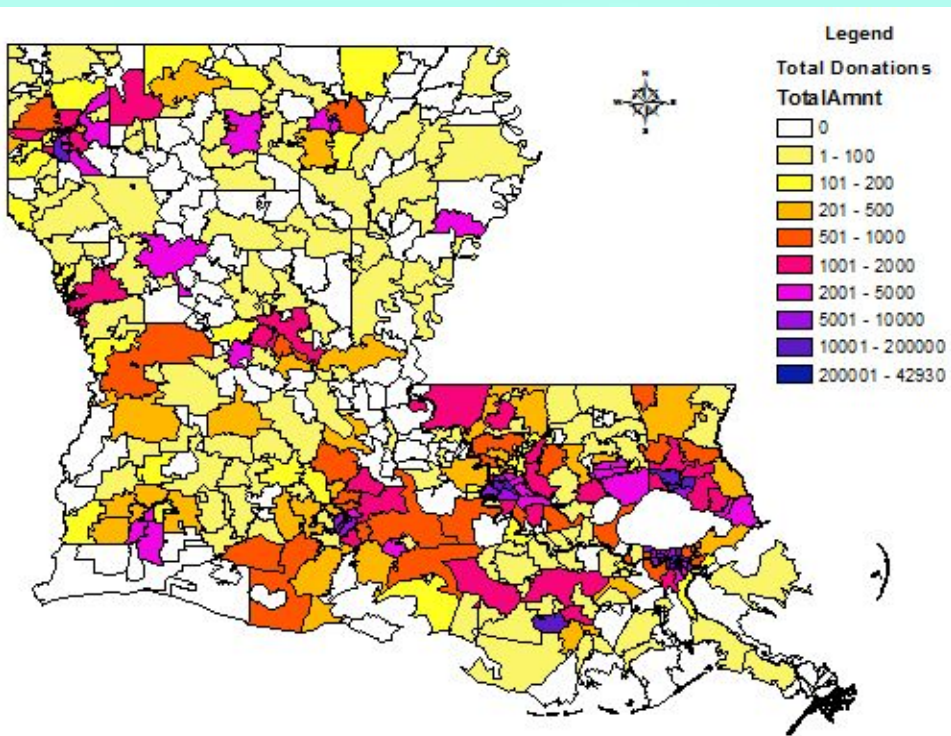 Legend
Total Donations
TotalAmnt
0
1 - 100
101 - 200
201 - 500
501 - 1000
1001 - 2000
2001 - 5000
5001 - 10000
10001 - 200000
200001 - 42930
N
W E
S